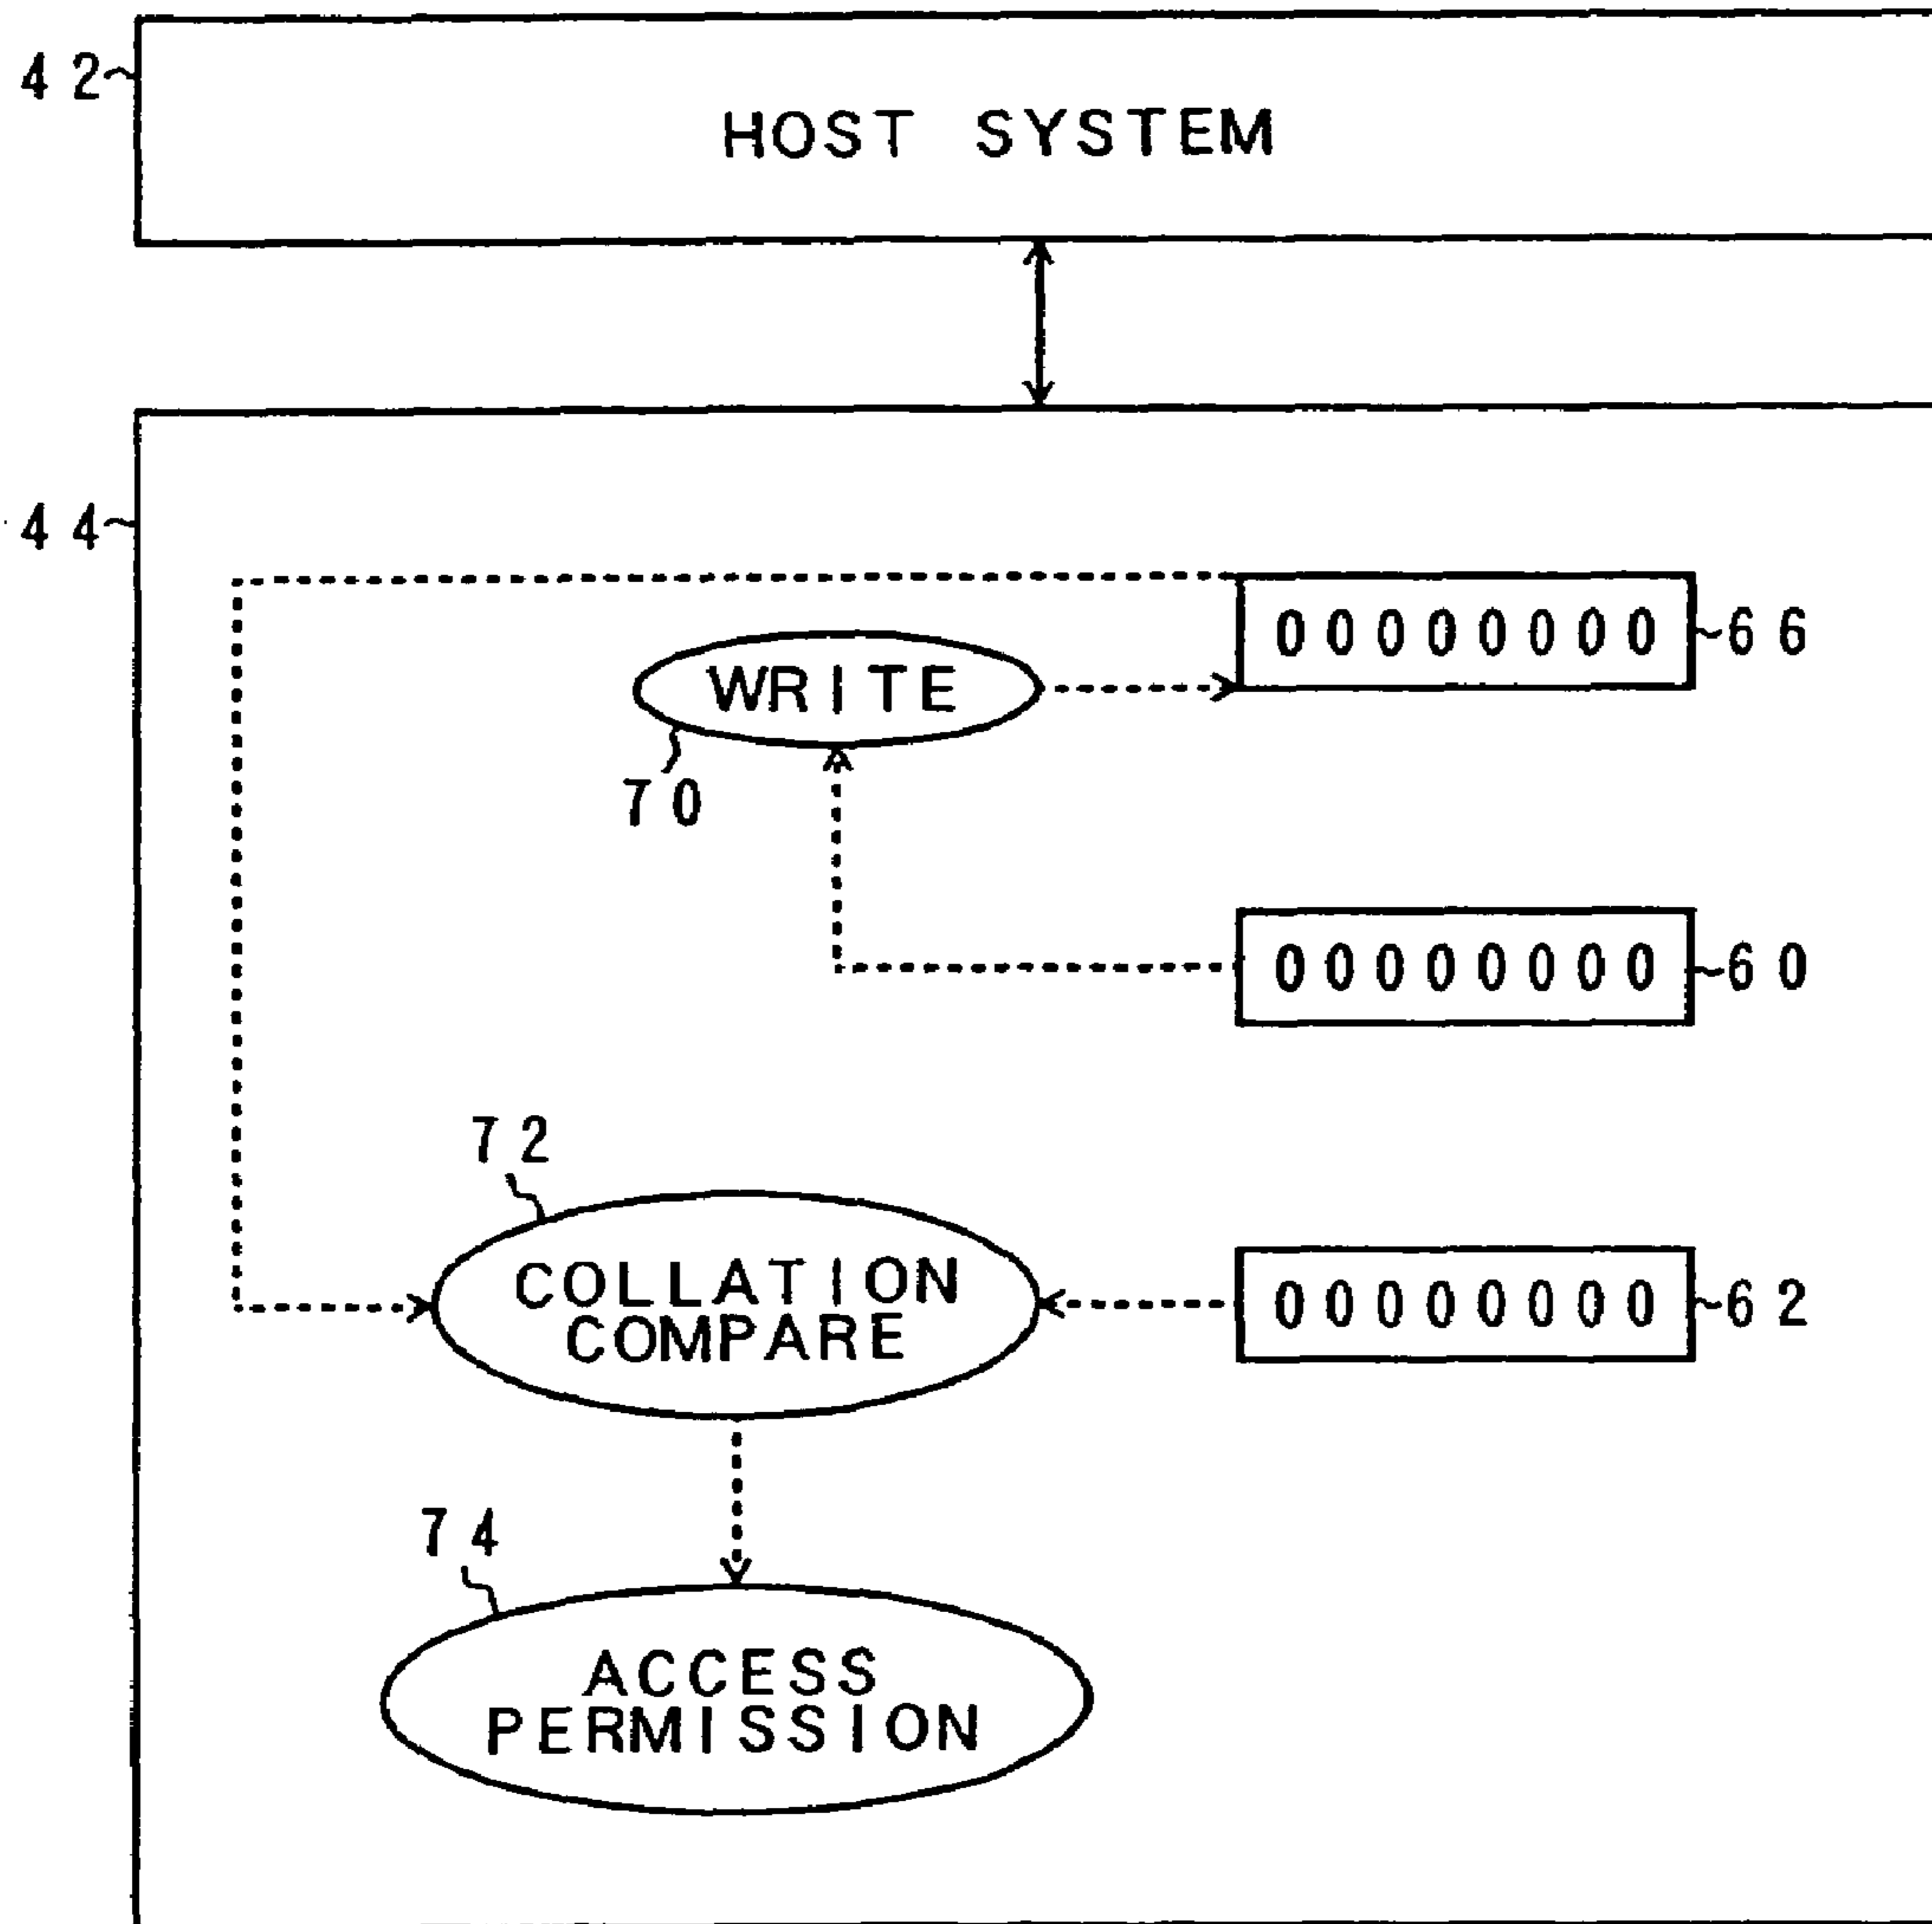 42
HOST SYSTEM
44
00000000 66
WRITE
70
00000000 60
72
COLLATION
COMPARE
00000000 62
74
ACCESS
PERMISSION